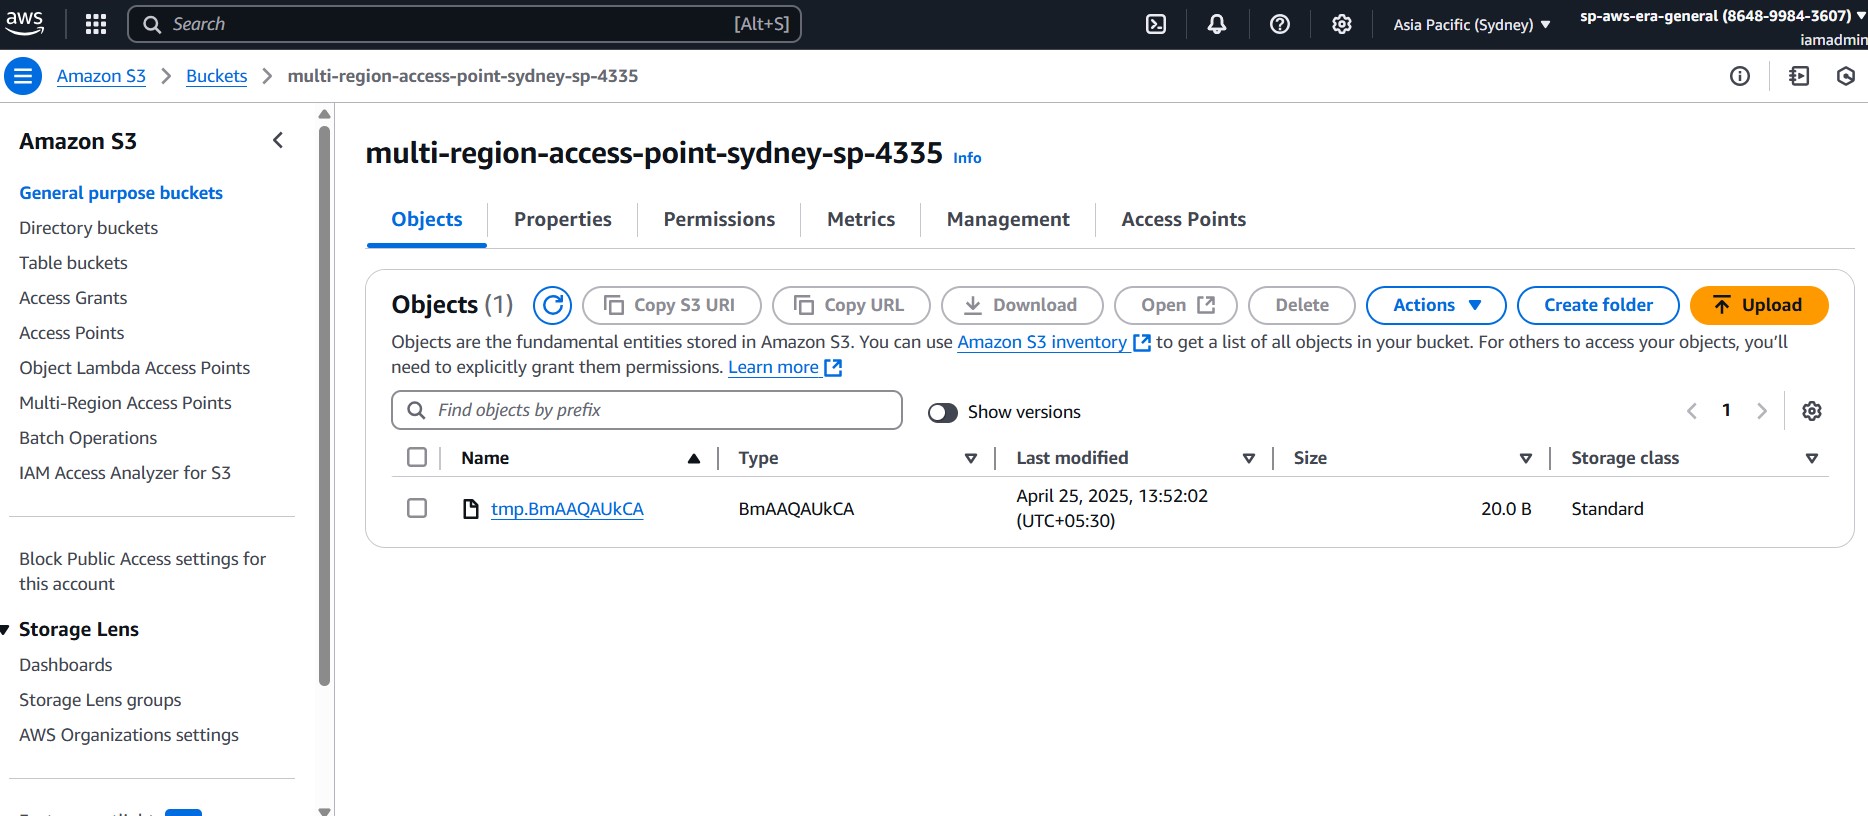 aws
Search [Alt+S]
Asia Pacific (Sydney)
sp-aws-era-general (8648-9984-3607)
iamadmin
Amazon S3 Buckets multi-region-access-point-sydney-sp-4335
Amazon S3
General purpose buckets
Directory buckets
Table buckets
Access Grants
Access Points
Object Lambda Access Points
Multi-Region Access Points
Batch Operations
IAM Access Analyzer for S3
Block Public Access settings for
this account
Storage Lens
Dashboards
Storage Lens groups
AWS Organizations settings
multi-region-access-point-sydney-sp-4335 Info
Objects Properties Permissions Metrics Management Access Points
Objects (1) Copy S3 URI Copy URL Download Open Delete Actions Create folder Upload
Objects are the fundamental entities stored in Amazon S3. You can use Amazon S3 inventory to get a list of all objects in your bucket. For others to access your objects, you’ll
need to explicitly grant them permissions. Learn more
Find objects by prefix Show versions 1
Name Type Last modified Size Storage class
tmp.BmAAQAUkCA BmAAQAUkCA April 25, 2025, 13:52:02 20.0 B Standard
(UTC+05:30)